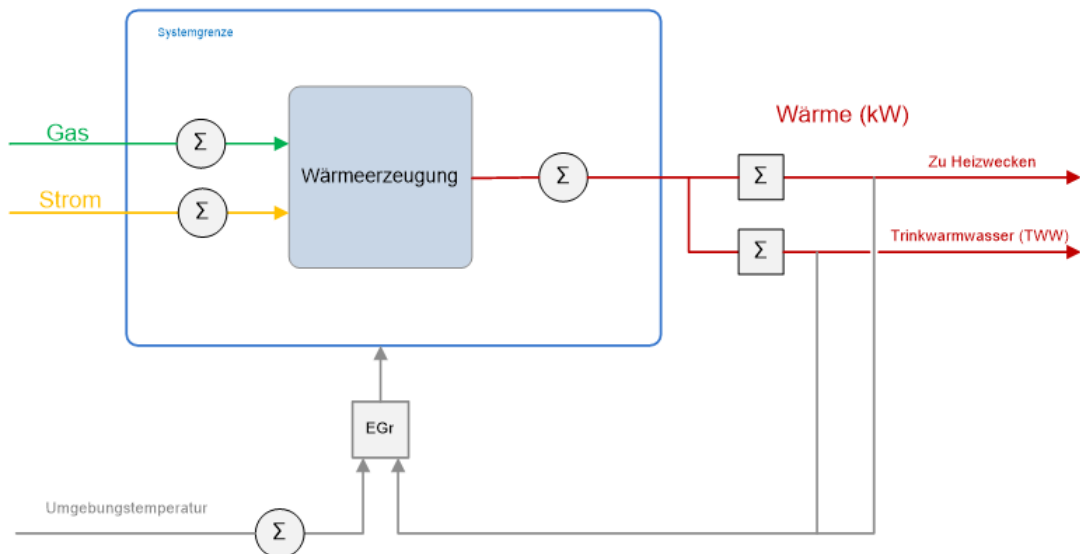 Systemgrenze
Gas
Σ
Wärmeerzeugung
Σ
Wärme (kW)
Σ
Zu Heizwecken
Strom
Σ
Σ
Trinkwarmwasser (TWW)
EGr
Umgebungstemperatur
Σ